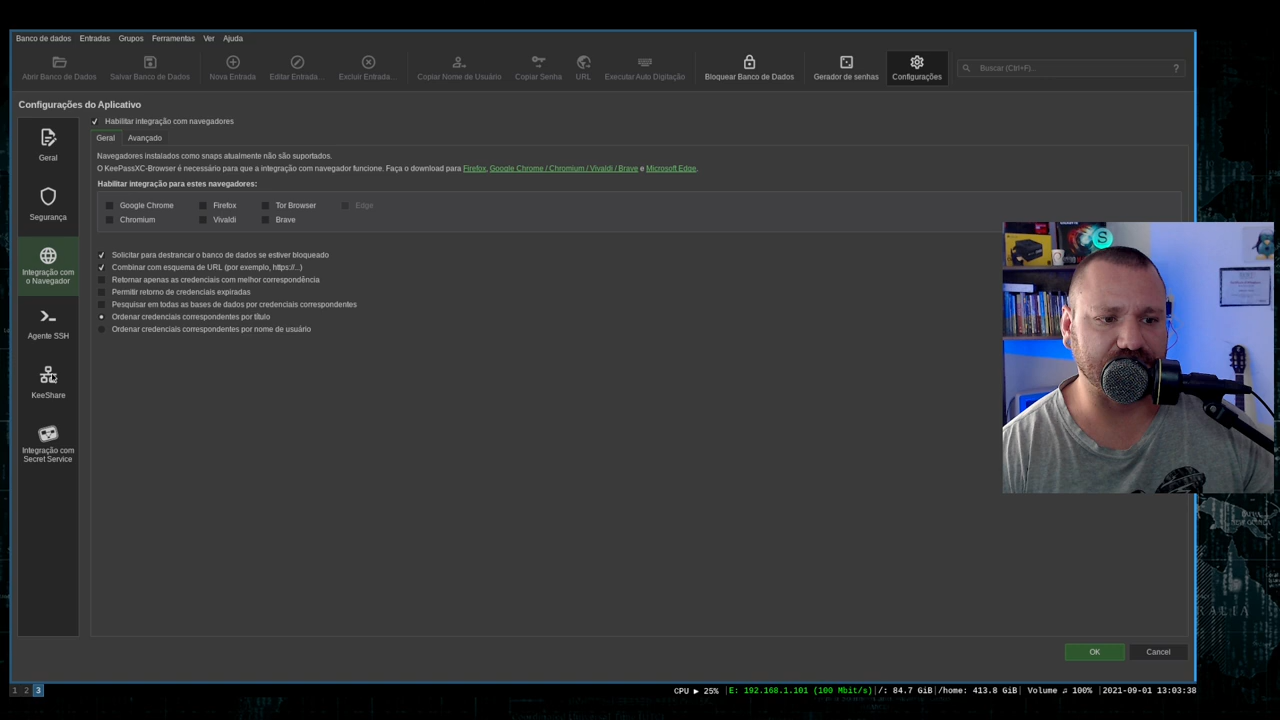 Banco de dados Entradas Grupos Ferramentas Ver Ajuda
Abrir Banco de Dados Salvar Banco de Dados Nova Entrada Editar Entrada... Excluir Entrada... Copiar Nome de Usuário Copiar Senha URL Executar Auto Digitação Bloquear Banco de Dados Gerador de senhas Configurações Buscar (Ctrl+F)... ?
Configurações do Aplicativo
Habilitar integração com navegadores
Geral Avançado
Navegadores instalados como snaps atualmente não são suportados.
O KeePassXC-Browser é necessário para que a integração com navegador funcione. Faça o download para Firefox, Google Chrome / Chromium / Vivaldi / Brave e Microsoft Edge.
Habilitar integração para estes navegadores:
Google Chrome Firefox Tor Browser Edge
Chromium Vivaldi Brave
Solicitar para destrancar o banco de dados se estiver bloqueado
Combinar com esquema de URL (por exemplo, https://...)
Retornar apenas as credenciais com melhor correspondência
Permitir retorno de credenciais expiradas
Pesquisar em todas as bases de dados por credenciais correspondentes
Ordenar credenciais correspondentes por título
Ordenar credenciais correspondentes por nome de usuário
Geral
Segurança
Integração com
o Navegador
Agente SSH
KeeShare
Integração com
Secret Service
S
OK Cancel
RALIA
1 2 3 CPU ▶ 25% |E: 192.168.1.101 (100 Mbit/s)|/: 84.7 GiB|/home: 413.8 GiB| Volume ♫ 100% |2021-09-01 13:03:38